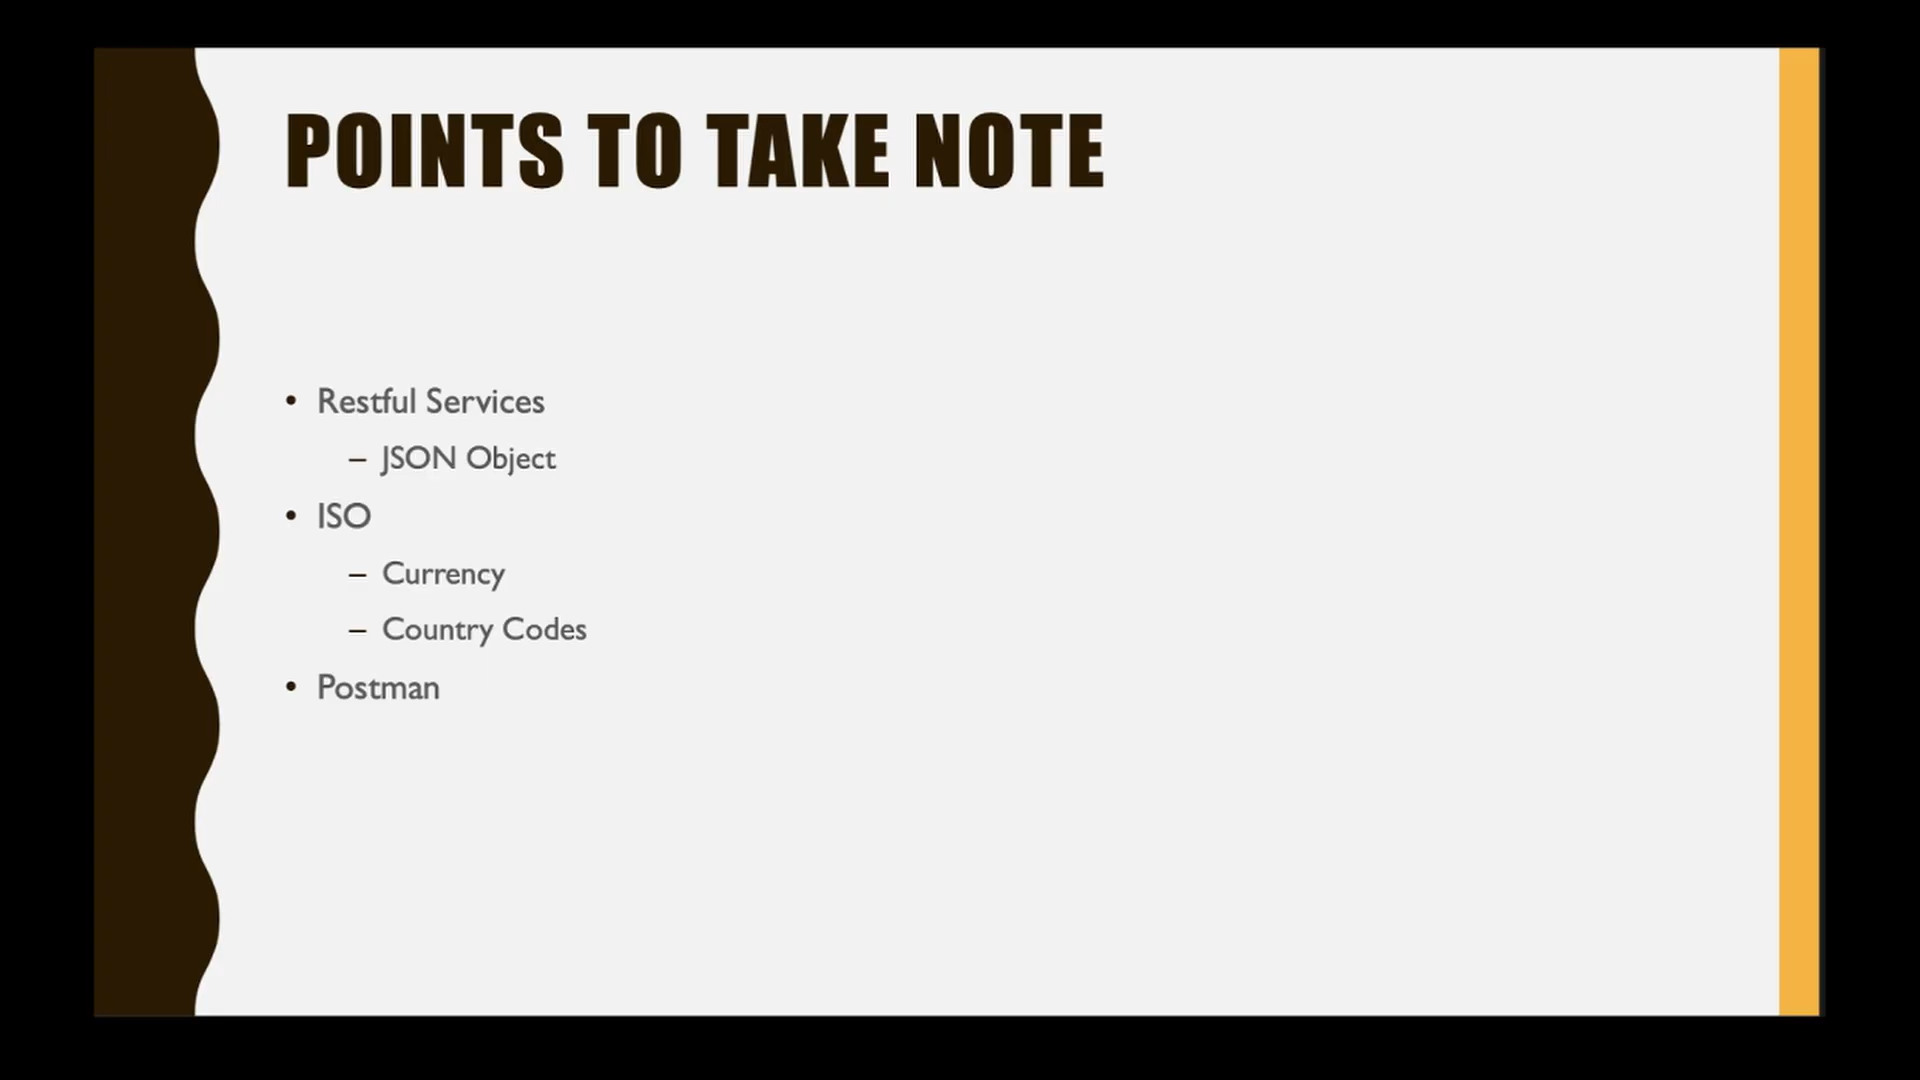 POINTS TO TAKE NOTE
• Restful Services
– JSON Object
• ISO
– Currency
– Country Codes
• Postman